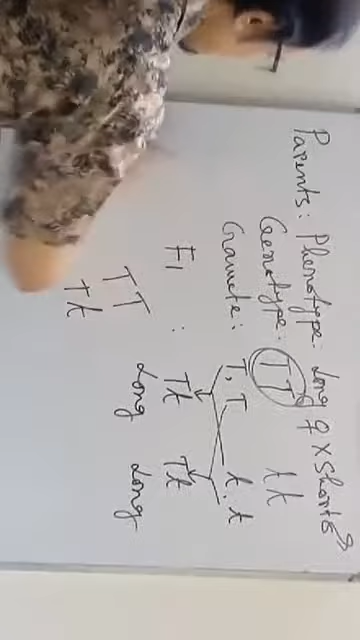 Parents: Phenotype- Long ♀ x Short ♂
Genotype: TT tt
Gamete: T, T t, t
F1 : Tt Tt
Long Long
TT
Tt